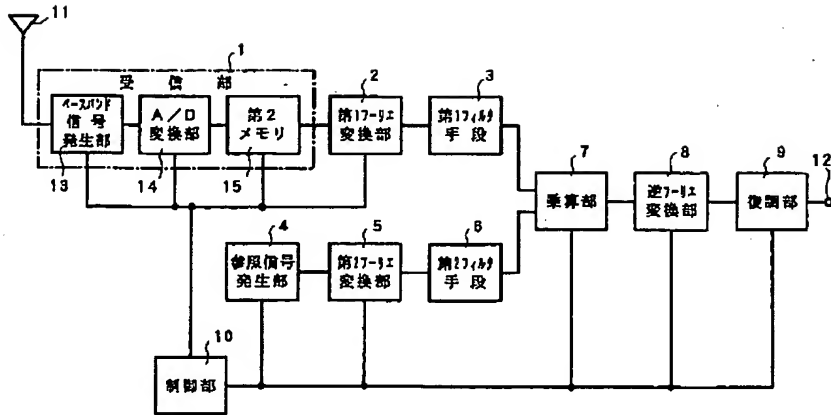 11
1
受信部
ベースバンド
信号
発生部
13
A/D
変換部
14
第2
メモリ
15
2
第1フーリエ
変換部
3
第1フィルタ
手段
4
参照信号
発生部
5
第2フーリエ
変換部
6
第2フィルタ
手段
7
乗算部
8
逆フーリエ
変換部
9
復調部
12
10
制御部